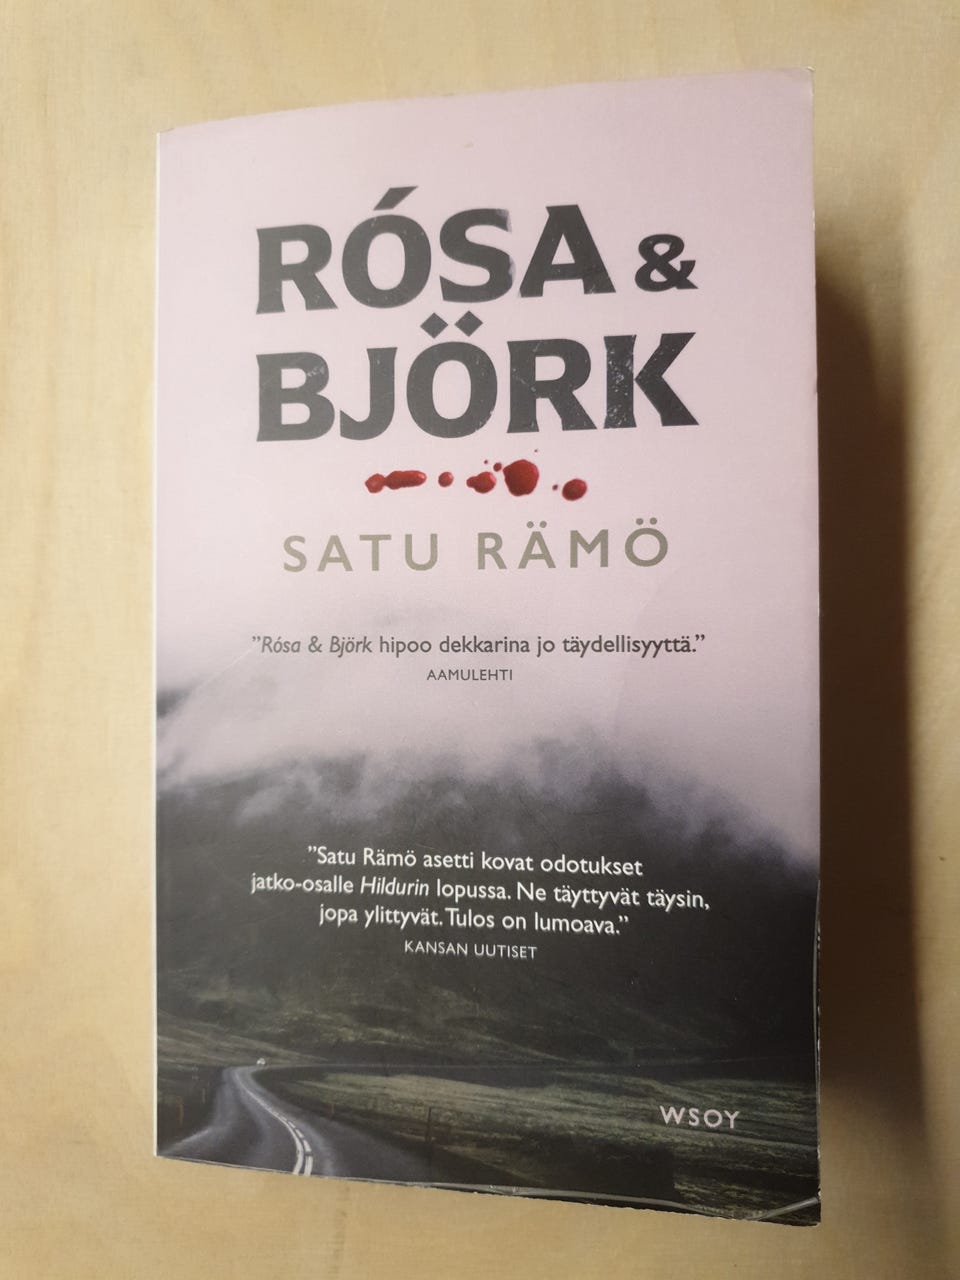 RÓSA &
BJÖRK
SATU RÄMÖ
”Rósa & Björk hipoo dekkarina jo täydellisyyttä.”
AAMULEHTI
”Satu Rämö asetti kovat odotukset
jatko-osalle Hildurin lopussa. Ne täyttyvät täysin,
jopa ylittyvät. Tulos on lumoava.”
KANSAN UUTISET
WSOY